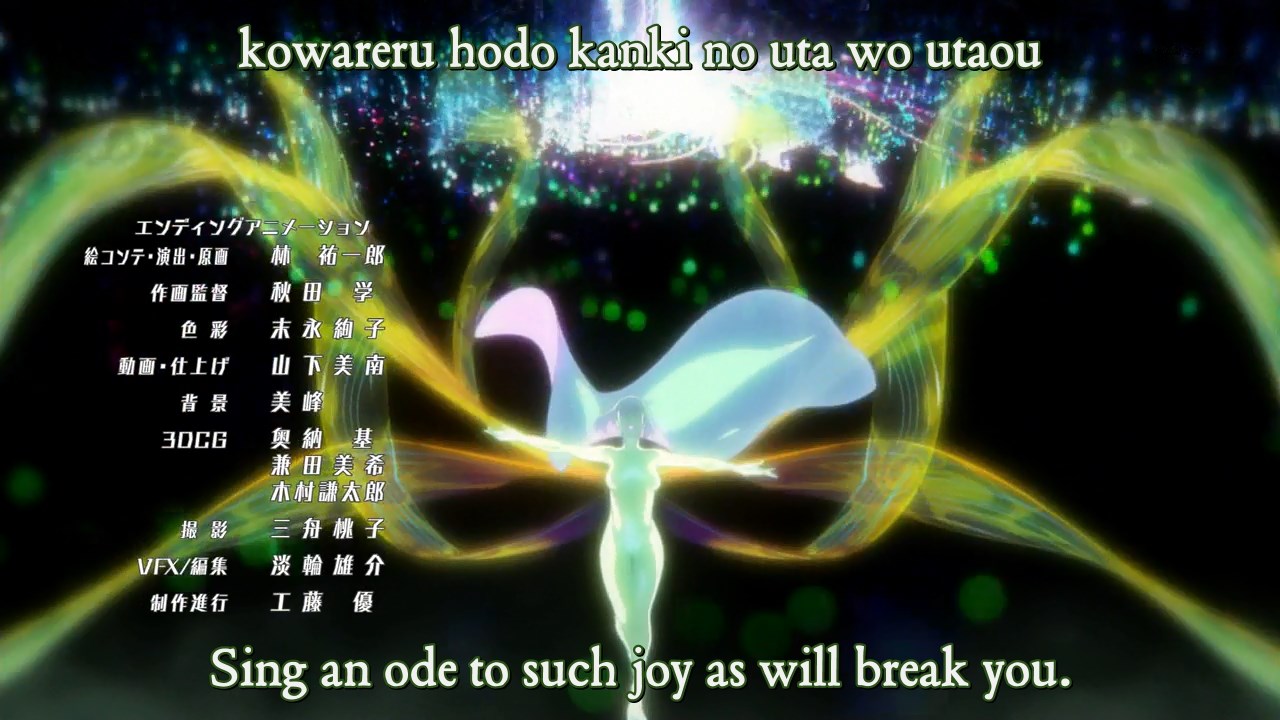 kowareru hodo kanki no uta wo utaou
エンディングアニメーション
絵コンテ・演出・原画 林 祐一郎
作画監督 秋田 学
色彩 末永絢子
動画・仕上げ 山下美南
背景 美峰
3DCG 奥納 基
兼田美希
木村謙太郎
撮影 三舟桃子
VFX/編集 淡輪雄介
制作進行 工藤 優
Sing an ode to such joy as will break you.